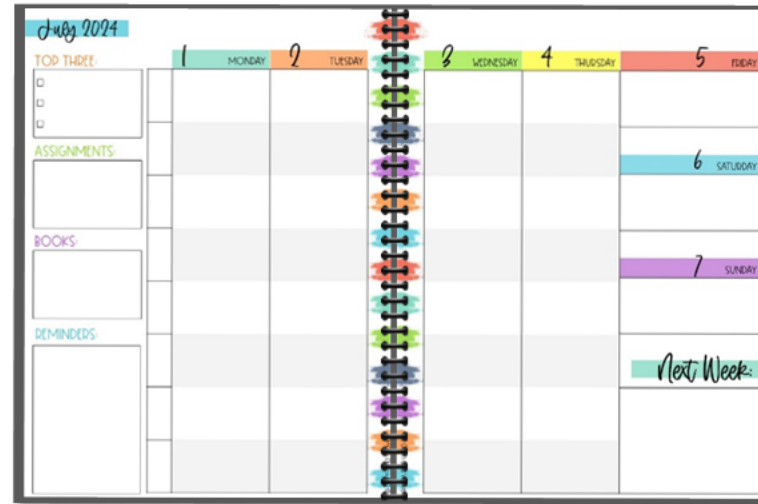 July 2024
TOP THREE:
ASSIGNMENTS:
BOOKS:
REMINDERS:
1 MONDAY
2 TUESDAY
3 WEDNESDAY
4 THURSDAY
5 FRIDAY
6 SATURDAY
7 SUNDAY
Next Week: